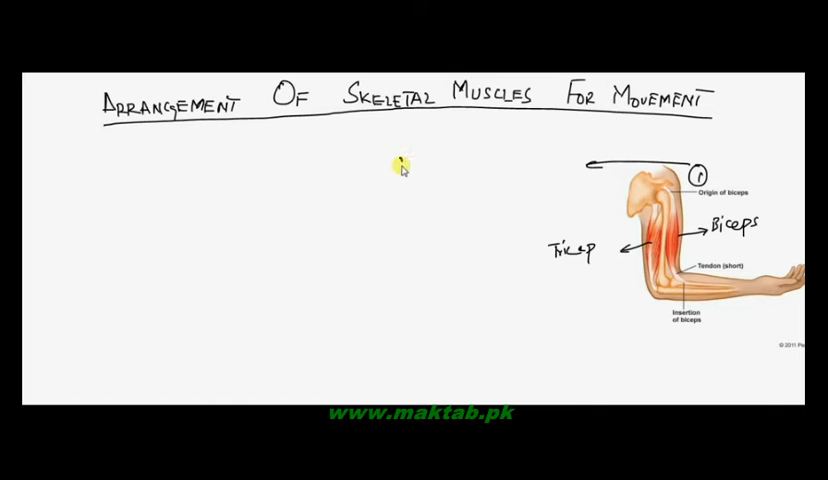 ARRANGEMENT OF SKELETAL MUSCLES FOR MOVEMENT
1
Origin of biceps
Biceps
Tricep
Tendon (short)
Insertion
of biceps
© 2011 Pe
www.maktab.pk